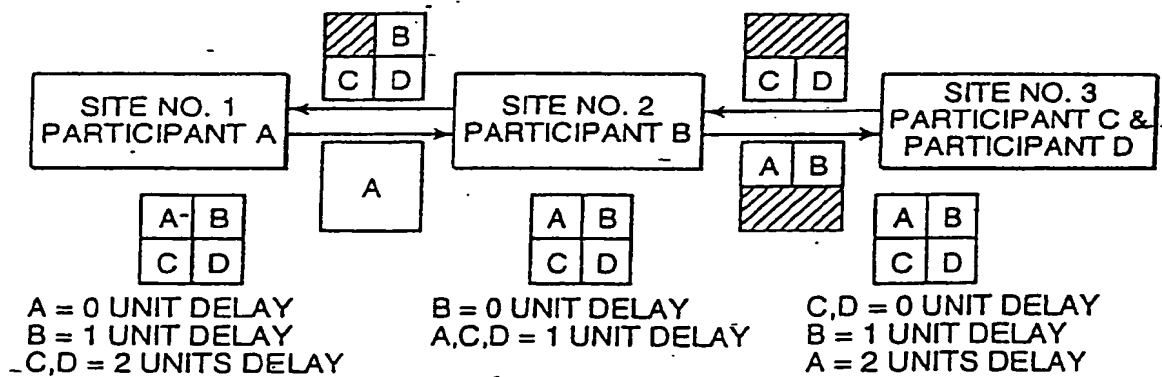 B
C D
SITE NO. 1
PARTICIPANT A
SITE NO. 2
PARTICIPANT B
C D
SITE NO. 3
PARTICIPANT C &
PARTICIPANT D
A
A B
A B
C D
A B
C D
A B
C D
A = 0 UNIT DELAY
B = 1 UNIT DELAY
C,D = 2 UNITS DELAY
B = 0 UNIT DELAY
A,C,D = 1 UNIT DELAY
C,D = 0 UNIT DELAY
B = 1 UNIT DELAY
A = 2 UNITS DELAY